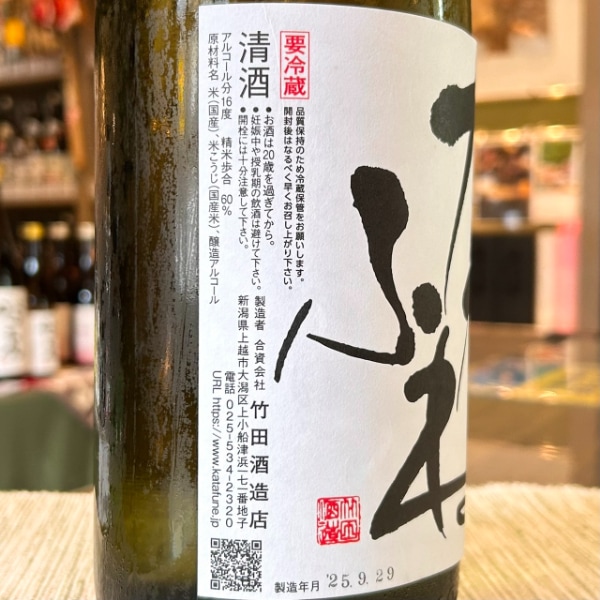 要冷蔵
品質保持のため冷蔵保管をお願いします。
開封後はなるべく早くお召し上がり下さい。
清酒
●お酒は20歳を過ぎてから。
●妊娠中や授乳期の飲酒は避けて下さい。
●開栓には十分注意して下さい。
アルコール分16度 精米歩合 60%
原材料名 米(国産)、米こうじ(国産米)、醸造アルコール
製造者 合資会社 竹田酒造店
新潟県上越市大潟区上小船津浜一七一番地子
電話 025-534-2320
URL https://www.katafune.jp
製造年月 '25.9.29
ふね